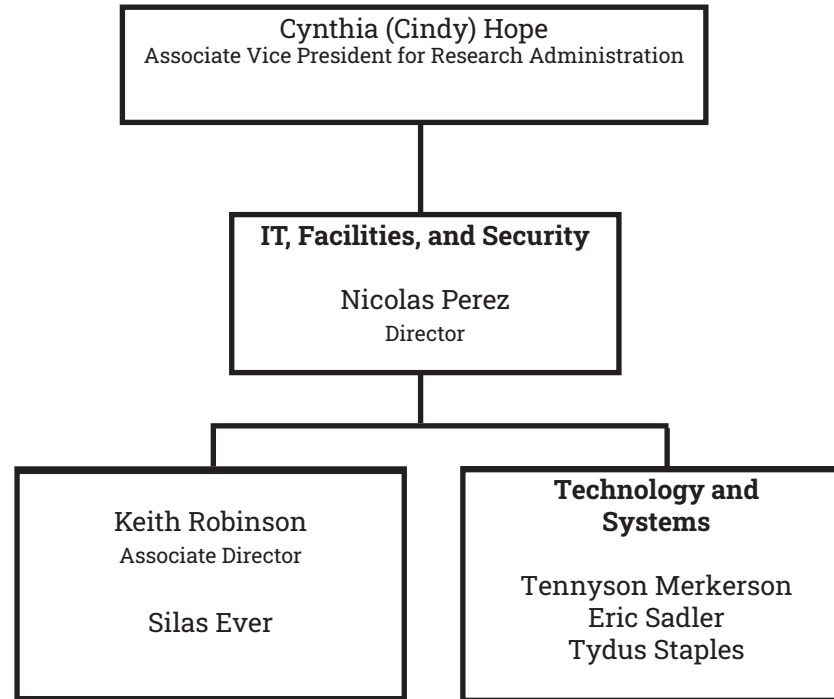 Cynthia (Cindy) Hope
Associate Vice President for Research Administration
IT, Facilities, and Security
Nicolas Perez
Director
Keith Robinson
Associate Director
Silas Ever
Technology and
Systems
Tennyson Merkerson
Eric Sadler
Tydus Staples